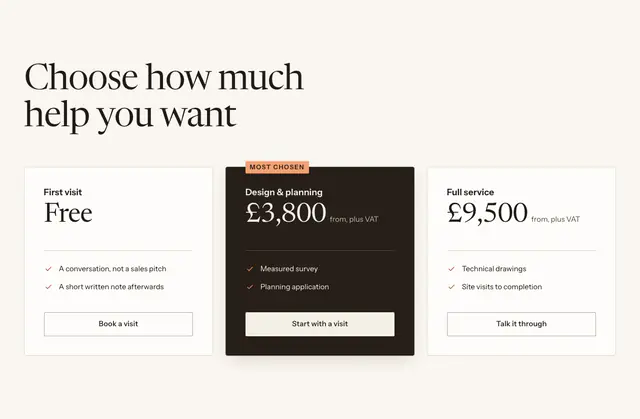 Choose how much
help you want
First visit
Free
A conversation, not a sales pitch
A short written note afterwards
Book a visit
MOST CHOSEN
Design & planning
£3,800 from, plus VAT
Measured survey
Planning application
Start with a visit
Full service
£9,500 from, plus VAT
Technical drawings
Site visits to completion
Talk it through